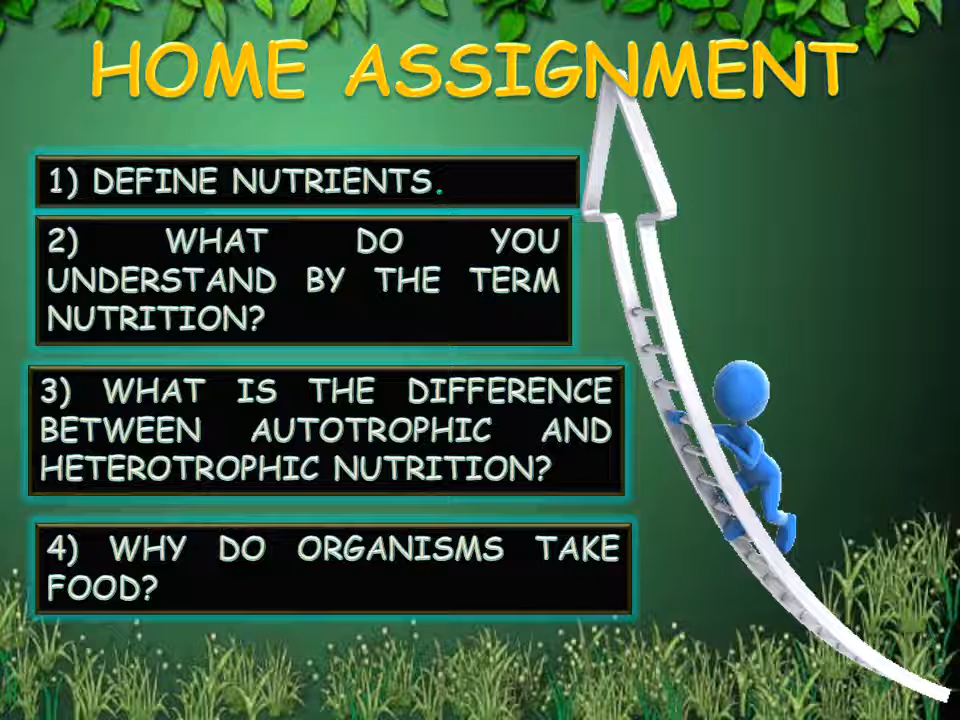 HOME ASSIGNMENT
1) DEFINE NUTRIENTS.
2) WHAT DO YOU
UNDERSTAND BY THE TERM
NUTRITION?
3) WHAT IS THE DIFFERENCE
BETWEEN AUTOTROPHIC AND
HETEROTROPHIC NUTRITION?
4) WHY DO ORGANISMS TAKE
FOOD?